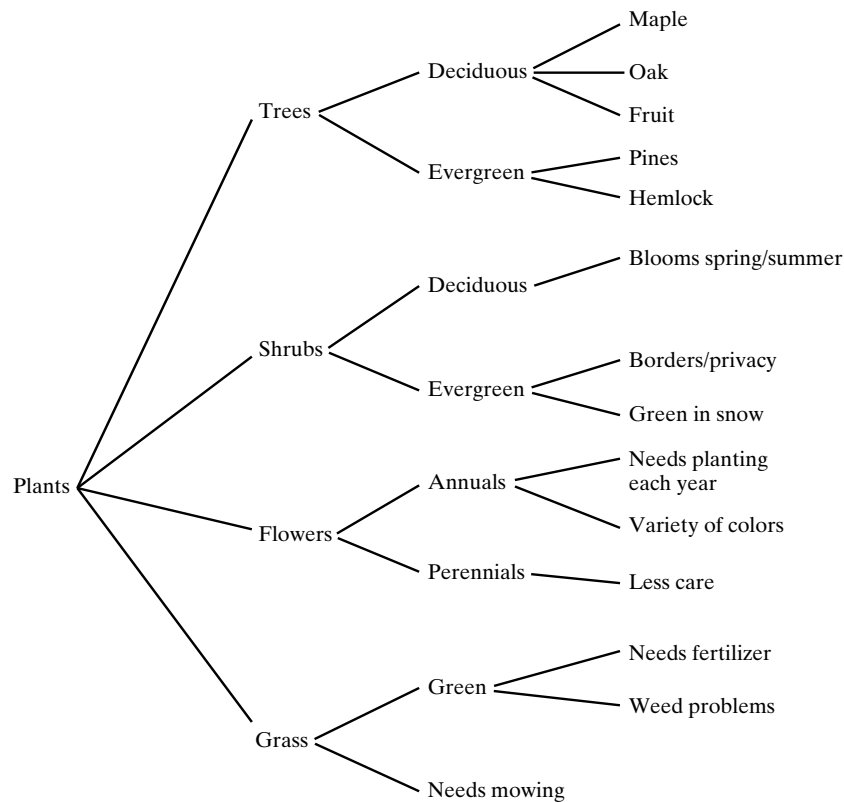 Maple
Deciduous
Oak
Trees
Fruit
Pines
Evergreen
Hemlock
Blooms spring/summer
Deciduous
Shrubs
Borders/privacy
Evergreen
Green in snow
Needs planting
each year
Annuals
Plants
Variety of colors
Flowers
Perennials
Less care
Needs fertilizer
Green
Weed problems
Grass
Needs mowing